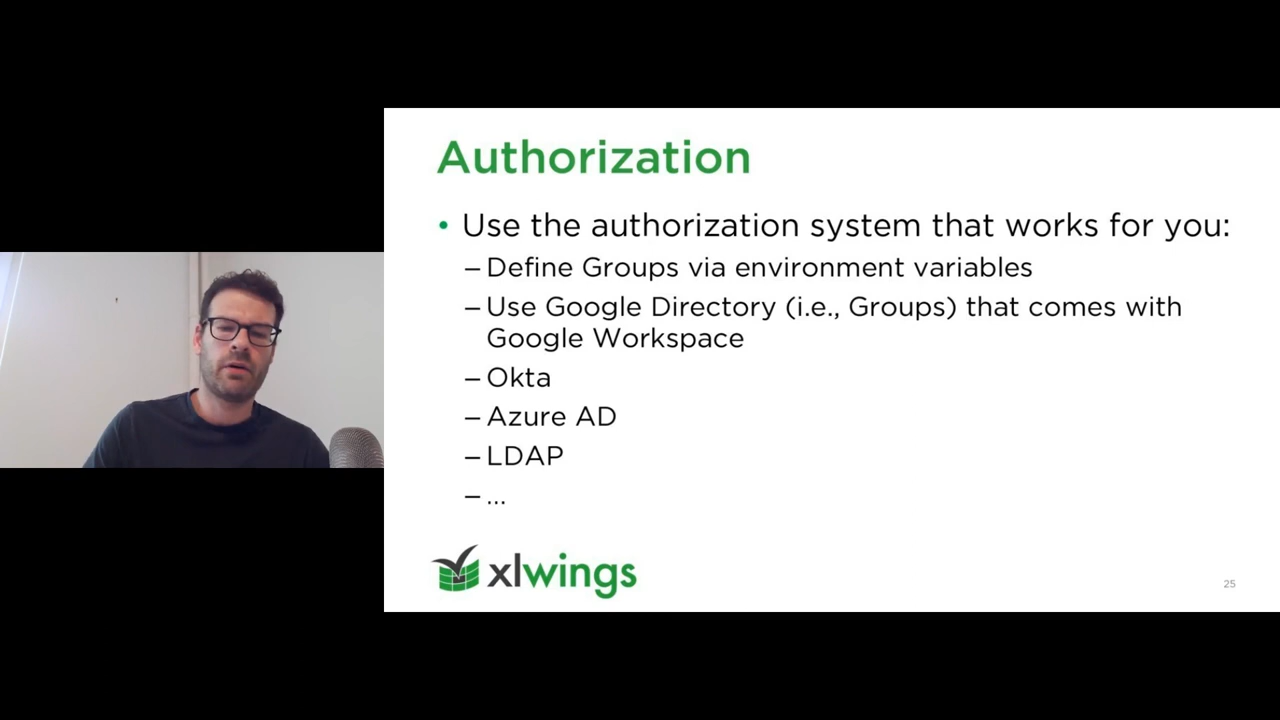 Authorization
• Use the authorization system that works for you:
– Define Groups via environment variables
– Use Google Directory (i.e., Groups) that comes with
Google Workspace
– Okta
– Azure AD
– LDAP
– ...
xlwings
25